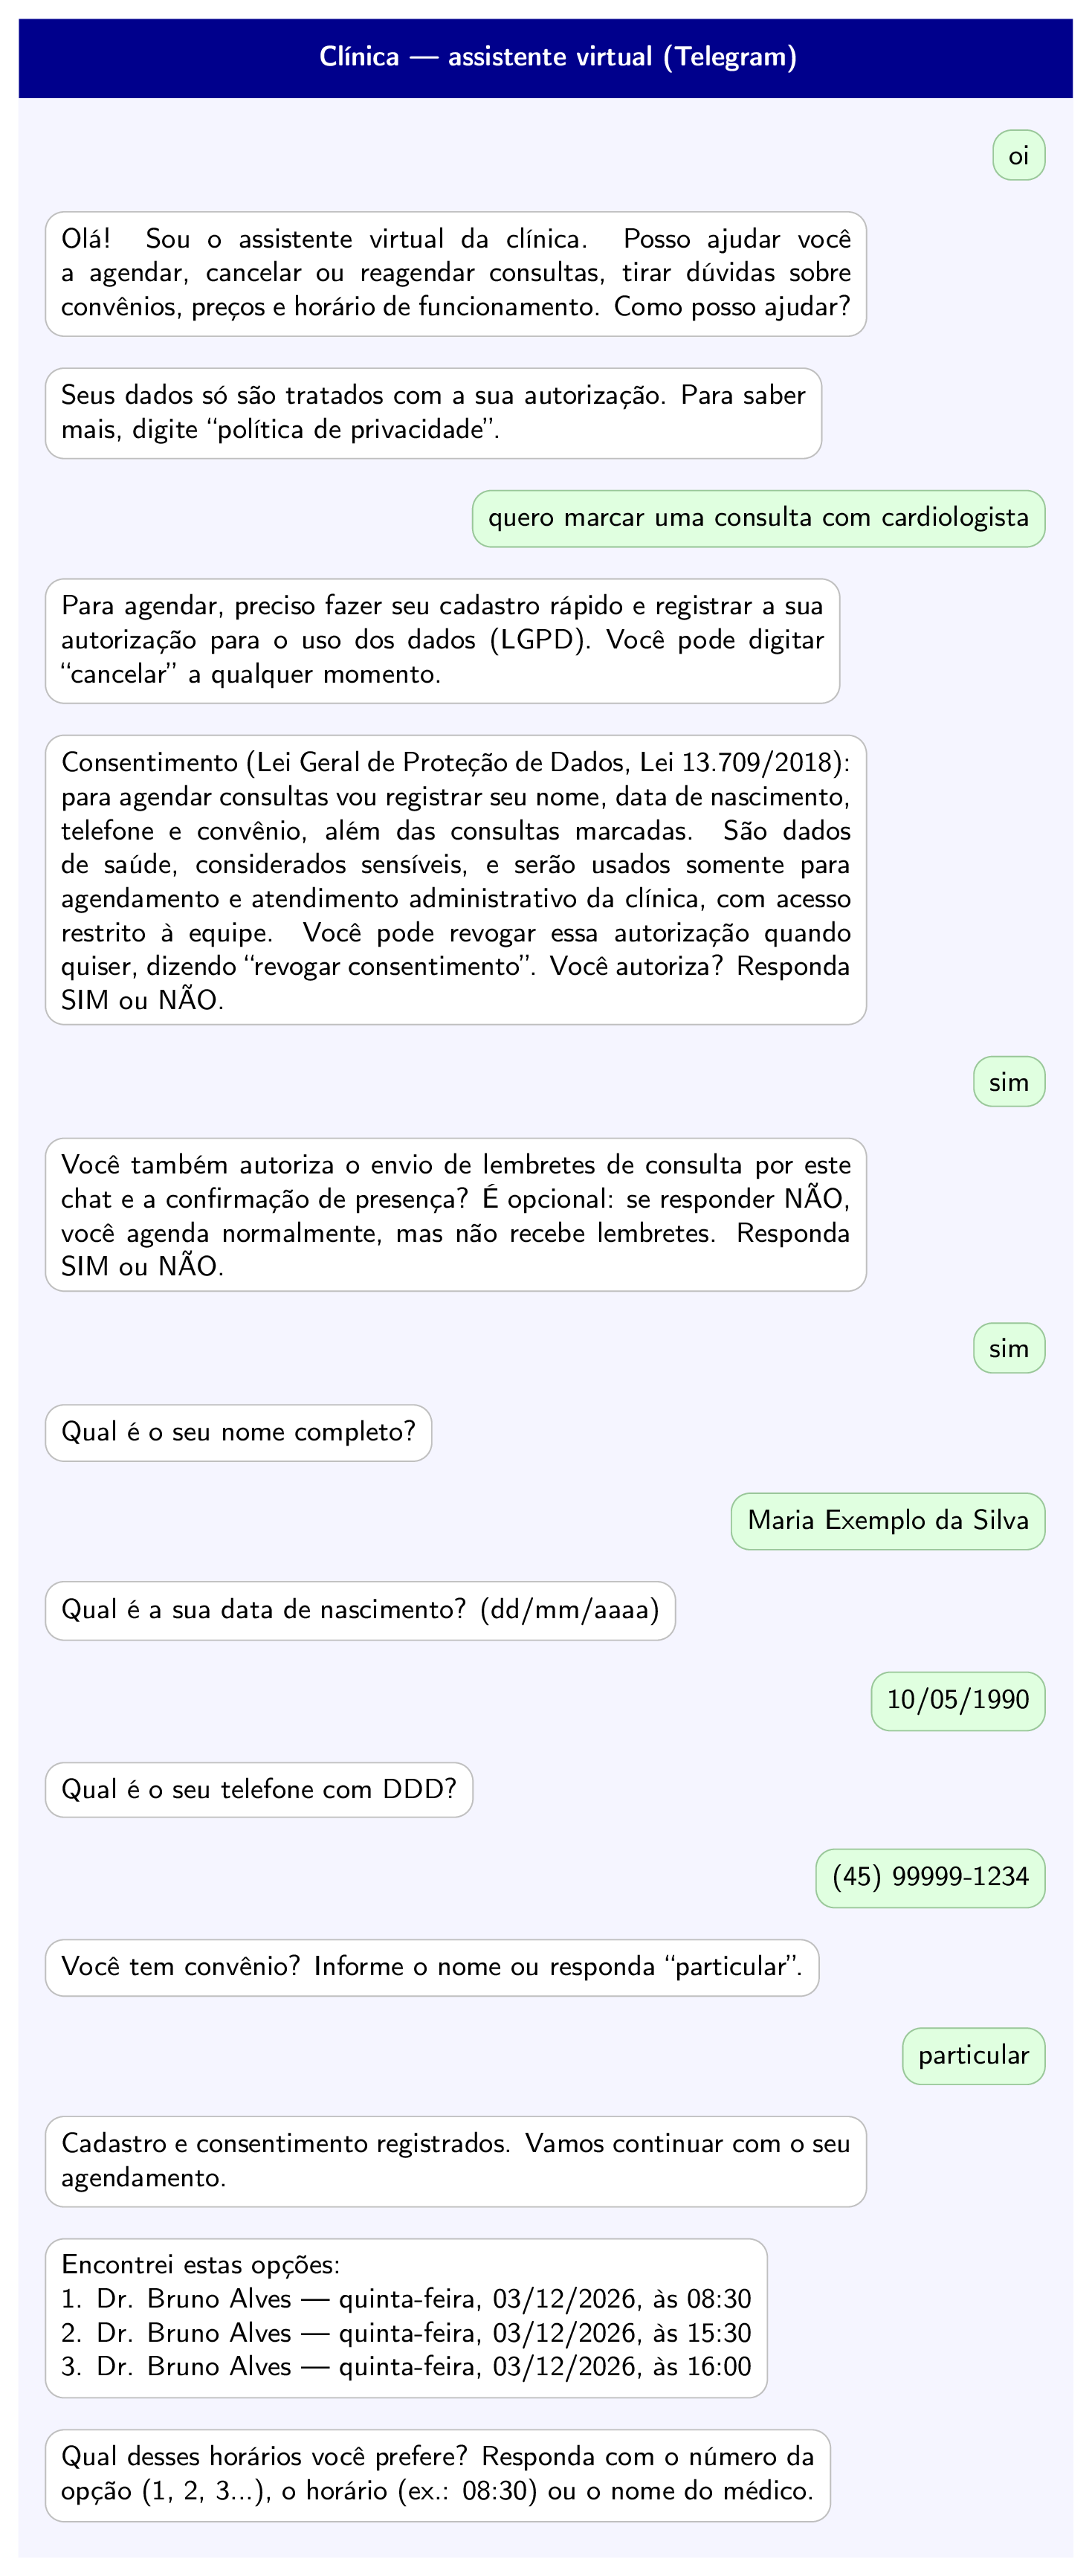 Clínica — assistente virtual (Telegram)
oi
Olá! Sou o assistente virtual da clínica. Posso ajudar você
a agendar, cancelar ou reagendar consultas, tirar dúvidas sobre
convênios, preços e horário de funcionamento. Como posso ajudar?
Seus dados só são tratados com a sua autorização. Para saber
mais, digite “política de privacidade”.
quero marcar uma consulta com cardiologista
Para agendar, preciso fazer seu cadastro rápido e registrar a sua
autorização para o uso dos dados (LGPD). Você pode digitar
“cancelar” a qualquer momento.
Consentimento (Lei Geral de Proteção de Dados, Lei 13.709/2018):
para agendar consultas vou registrar seu nome, data de nascimento,
telefone e convênio, além das consultas marcadas. São dados
de saúde, considerados sensíveis, e serão usados somente para
agendamento e atendimento administrativo da clínica, com acesso
restrito à equipe. Você pode revogar essa autorização quando
quiser, dizendo “revogar consentimento”. Você autoriza? Responda
SIM ou NÃO.
sim
Você também autoriza o envio de lembretes de consulta por este
chat e a confirmação de presença? É opcional: se responder NÃO,
você agenda normalmente, mas não recebe lembretes. Responda
SIM ou NÃO.
sim
Qual é o seu nome completo?
Maria Exemplo da Silva
Qual é a sua data de nascimento? (dd/mm/aaaa)
10/05/1990
Qual é o seu telefone com DDD?
(45) 99999-1234
Você tem convênio? Informe o nome ou responda “particular”.
particular
Cadastro e consentimento registrados. Vamos continuar com o seu
agendamento.
Encontrei estas opções:
1. Dr. Bruno Alves — quinta-feira, 03/12/2026, às 08:30
2. Dr. Bruno Alves — quinta-feira, 03/12/2026, às 15:30
3. Dr. Bruno Alves — quinta-feira, 03/12/2026, às 16:00
Qual desses horários você prefere? Responda com o número da
opção (1, 2, 3...), o horário (ex.: 08:30) ou o nome do médico.